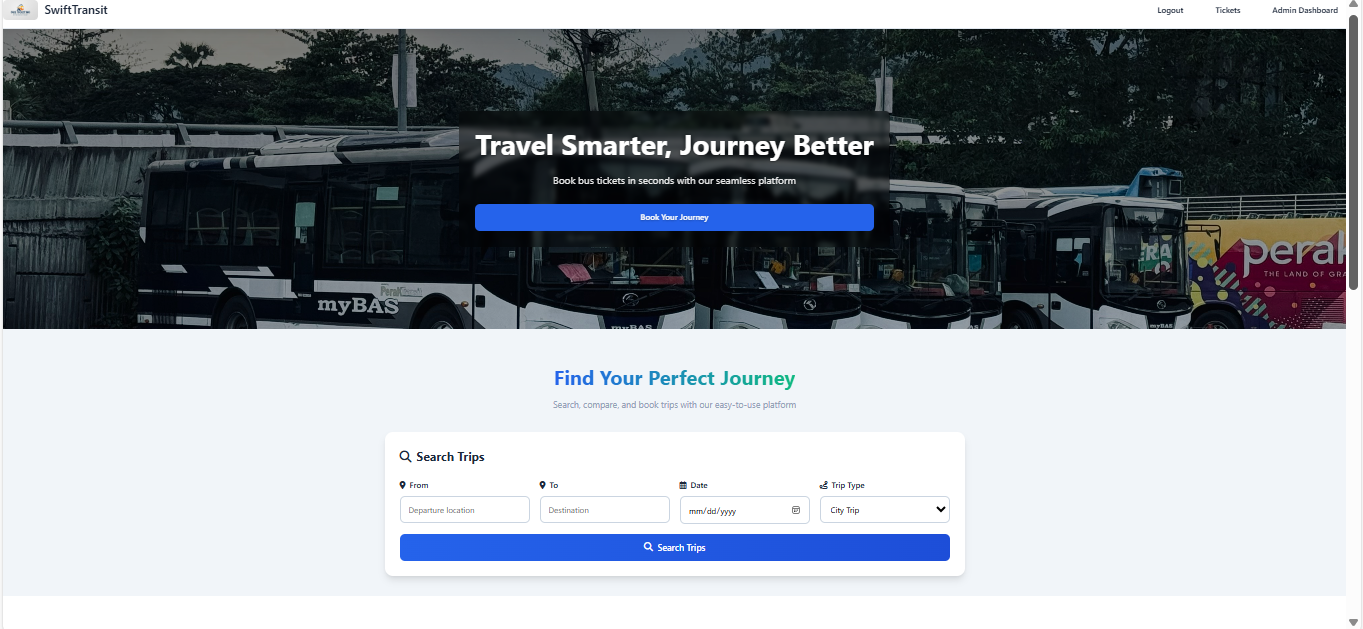 SwiftTransit
Logout
Tickets
Admin Dashboard
Travel Smarter, Journey Better
Book bus tickets in seconds with our seamless platform
Book Your Journey
myBAS
perak
THE LAND OF GRA
myBAS
myBAS
Find Your Perfect Journey
Search, compare, and book trips with our easy-to-use platform
Search Trips
From
To
Date
Trip Type
Departure location
Destination
mm/dd/yyyy
City Trip
Search Trips